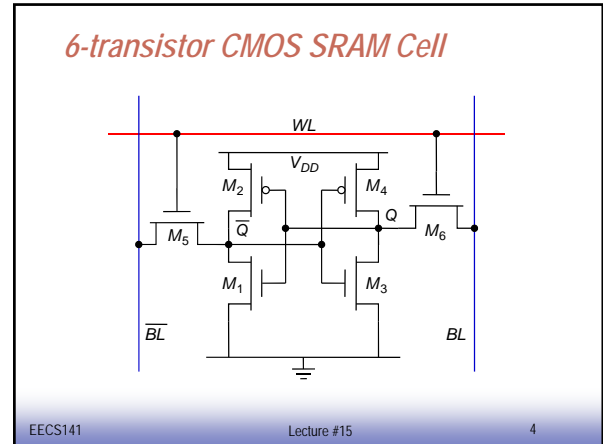 6-transistor CMOS SRAM Cell
WL
V_DD
M_2
M_4
Q̅
Q
M_5
M_6
M_1
M_3
B̅L̅
BL
EECS141
Lecture #15
4